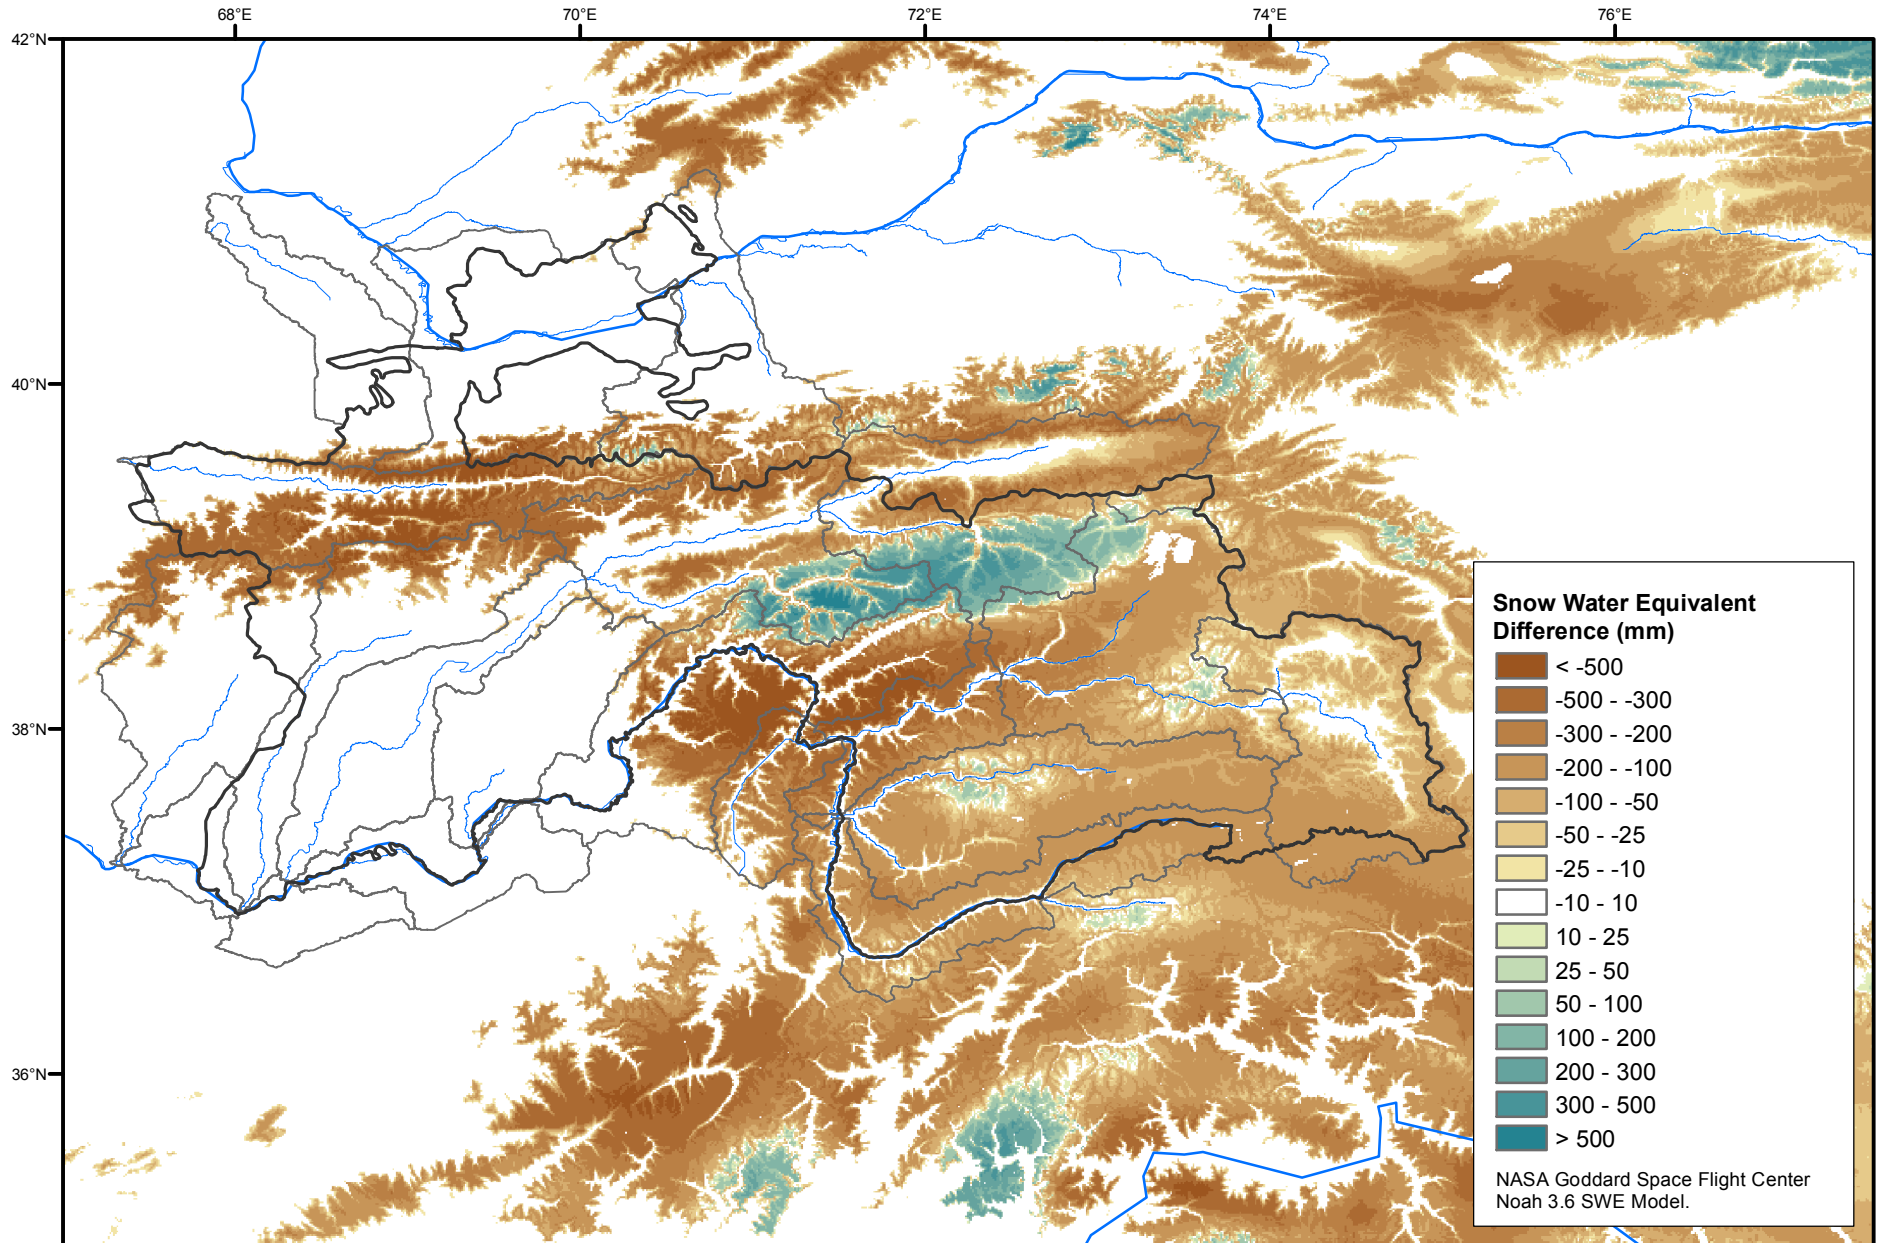 68°E
70°E
72°E
74°E
76°E
42°N
40°N
38°N
36°N
Snow Water Equivalent
Difference (mm)
< -500
-500 - -300
-300 - -200
-200 - -100
-100 - -50
-50 - -25
-25 - -10
-10 - 10
10 - 25
25 - 50
50 - 100
100 - 200
200 - 300
300 - 500
> 500
NASA Goddard Space Flight Center
Noah 3.6 SWE Model.